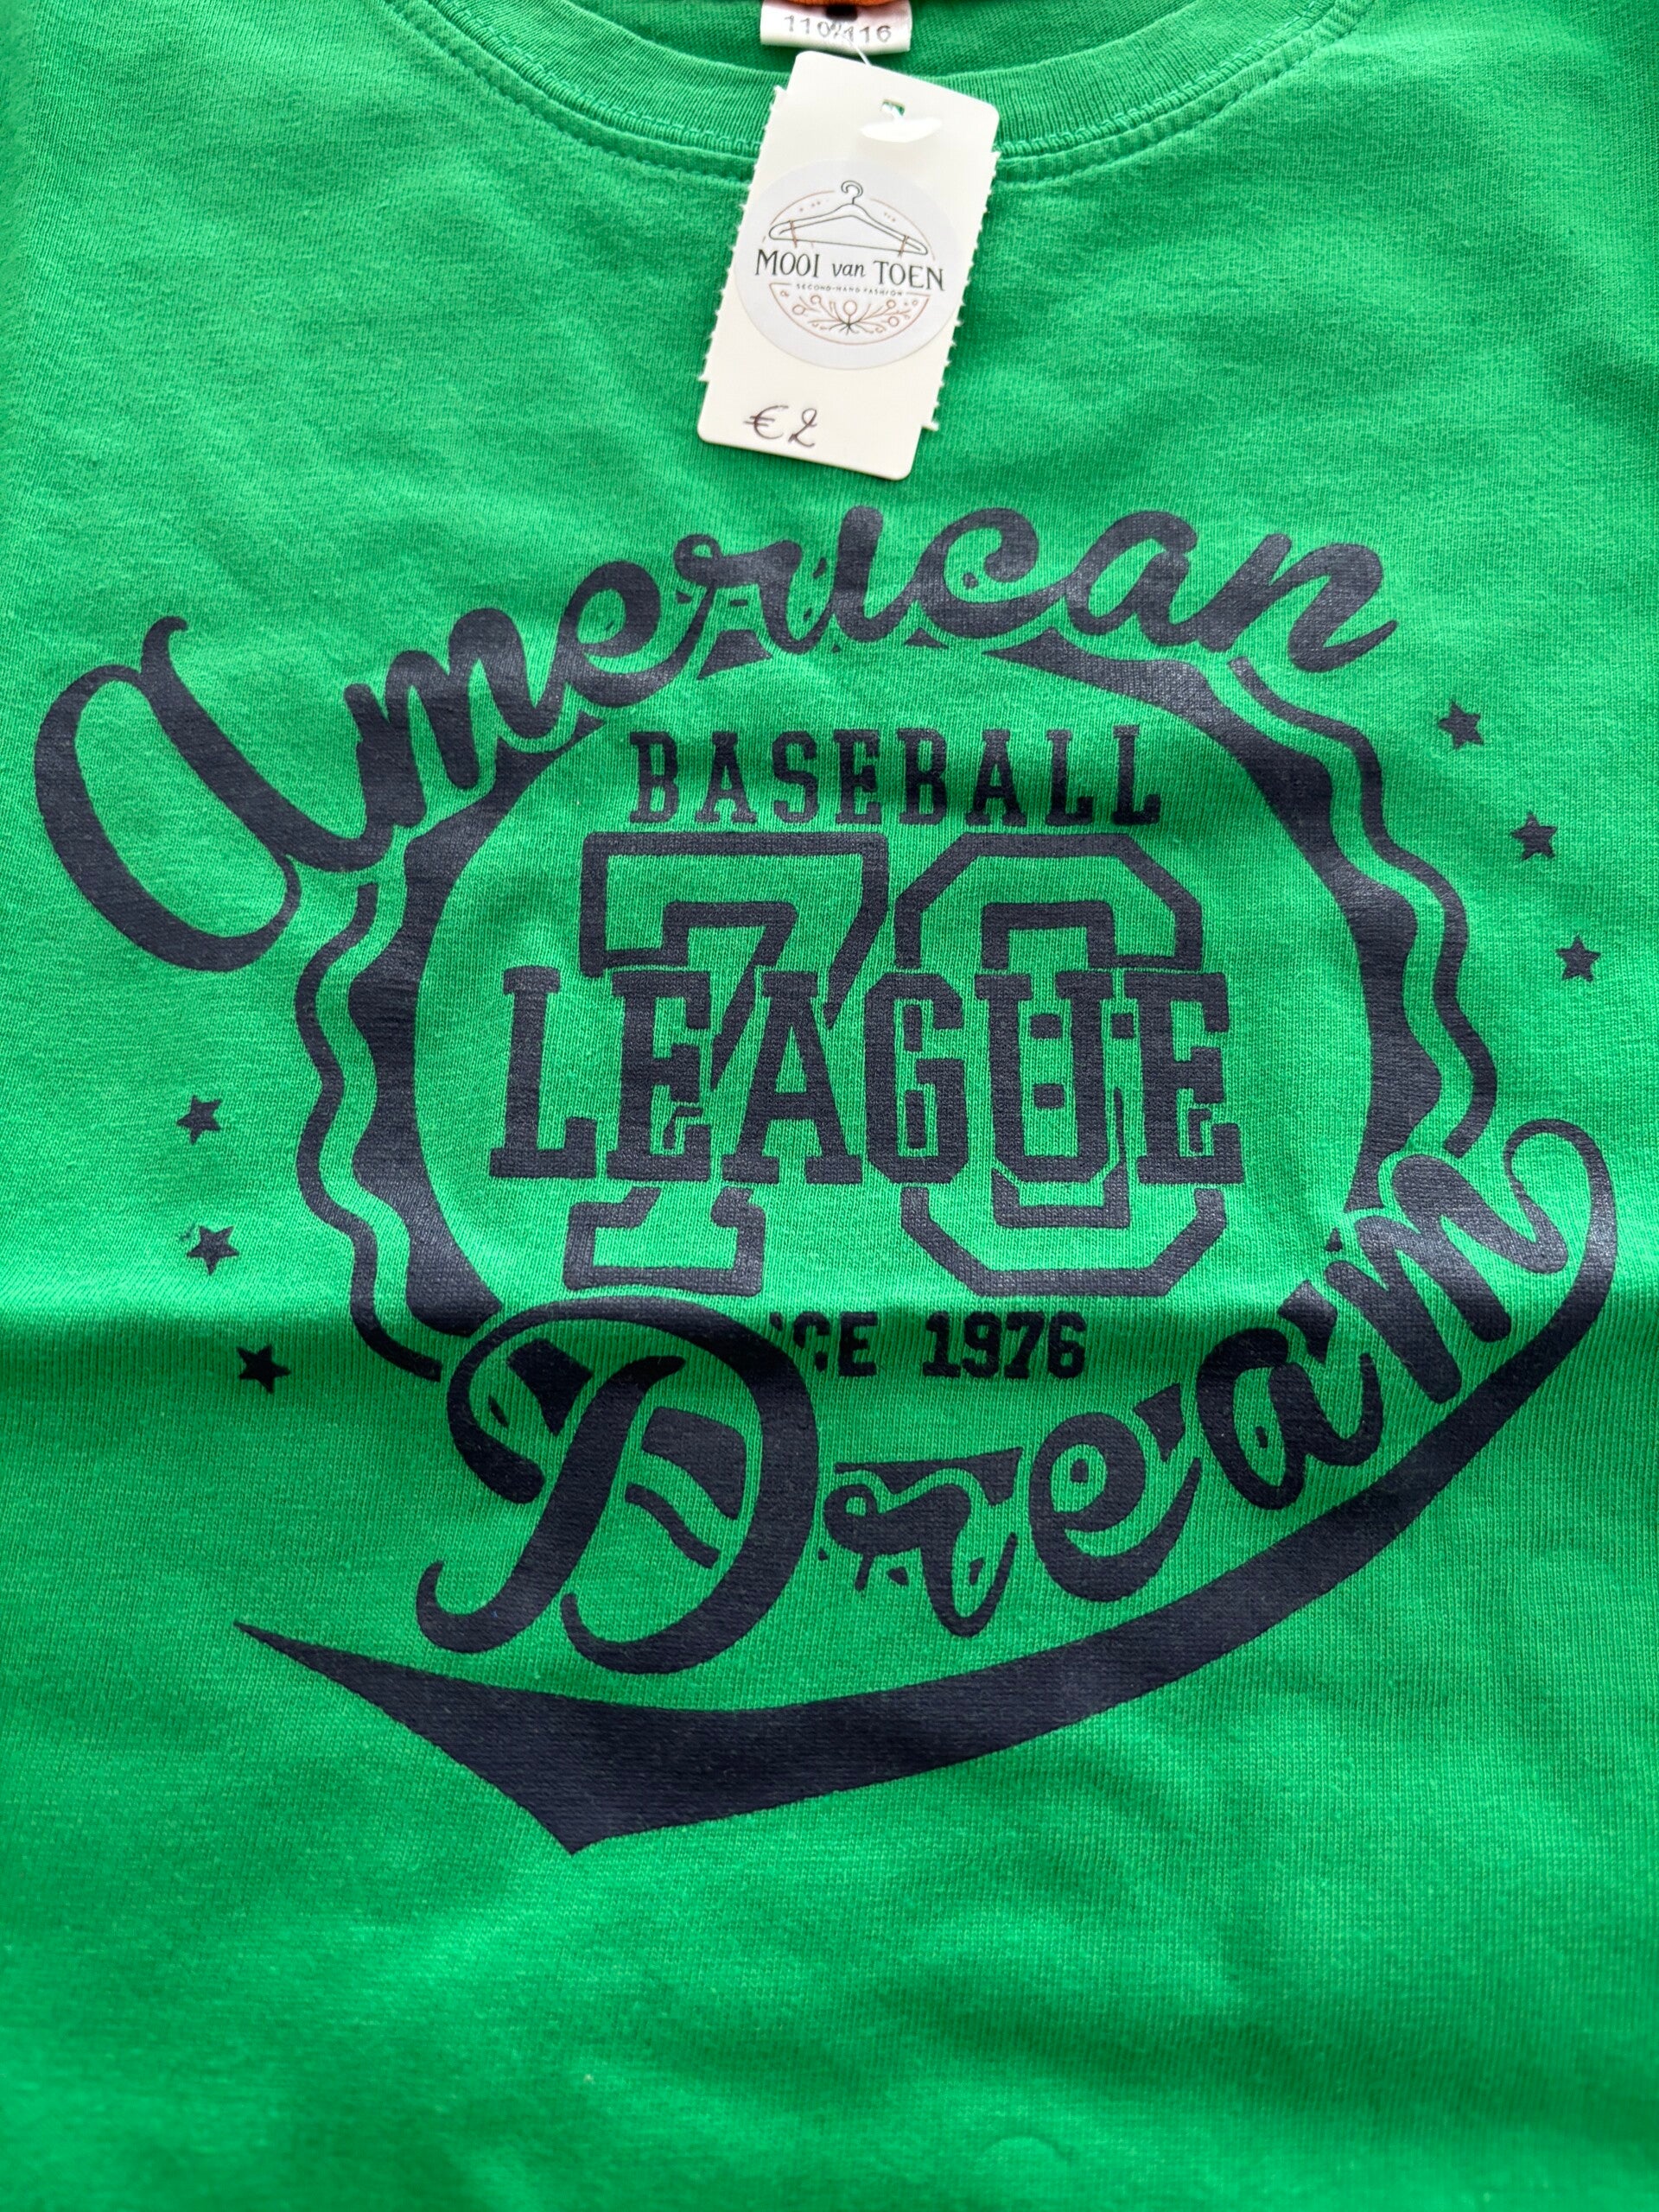 110/116
MOOI van TOEN
SECOND-HAND FASHION
€2
American
BASEBALL
70
LEAGUE
CE 1976
Dream